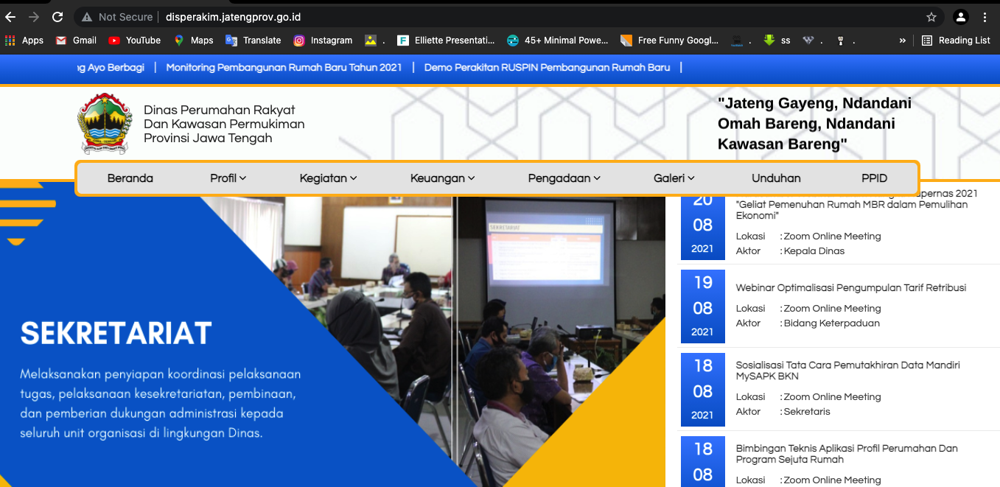 Not Secure | disperakim.jatengprov.go.id
Apps Gmail YouTube Maps Translate Instagram . Elliette Presentati... 45+ Minimal Powe... Free Funny Googl... . ss . . » Reading List
ng Ayo Berbagi | Monitoring Pembangunan Rumah Baru Tahun 2021 | Demo Perakitan RUSPIN Pembangunan Rumah Baru |
Dinas Perumahan Rakyat
Dan Kawasan Permukiman
Provinsi Jawa Tengah
"Jateng Gayeng, Ndandani
Omah Bareng, Ndandani
Kawasan Bareng"
Beranda Profil Kegiatan Keuangan Pengadaan Galeri Unduhan PPID
SEKRETARIAT
SEKRETARIAT
Melaksanakan penyiapan koordinasi pelaksanaan
tugas, pelaksanaan kesekretariatan, pembinaan,
dan pemberian dukungan administrasi kepada
seluruh unit organisasi di lingkungan Dinas.
20
08
2021
2021
"Geliat Pemenuhan Rumah MBR dalam Pemulihan
Ekonomi"
Lokasi : Zoom Online Meeting
Aktor : Kepala Dinas
19
08
2021
Webinar Optimalisasi Pengumpulan Tarif Retribusi
Lokasi : Zoom Online Meeting
Aktor : Bidang Keterpaduan
18
08
2021
Sosialisasi Tata Cara Pemutakhiran Data Mandiri
MySAPK BKN
Lokasi : Zoom Online Meeting
Aktor : Sekretaris
18
08
Bimbingan Teknis Aplikasi Profil Perumahan Dan
Program Sejuta Rumah
Lokasi : Zoom Online Meeting